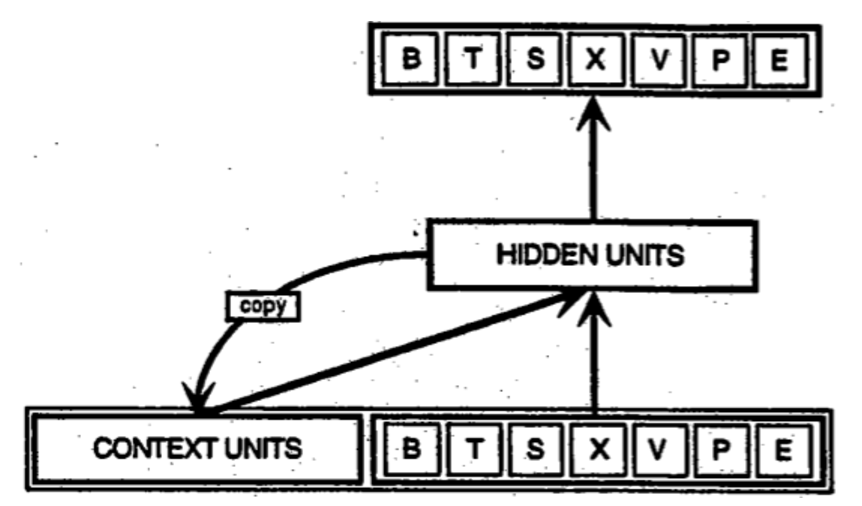 B T S X V P E
HIDDEN UNITS
copy
CONTEXT UNITS B T S X V P E